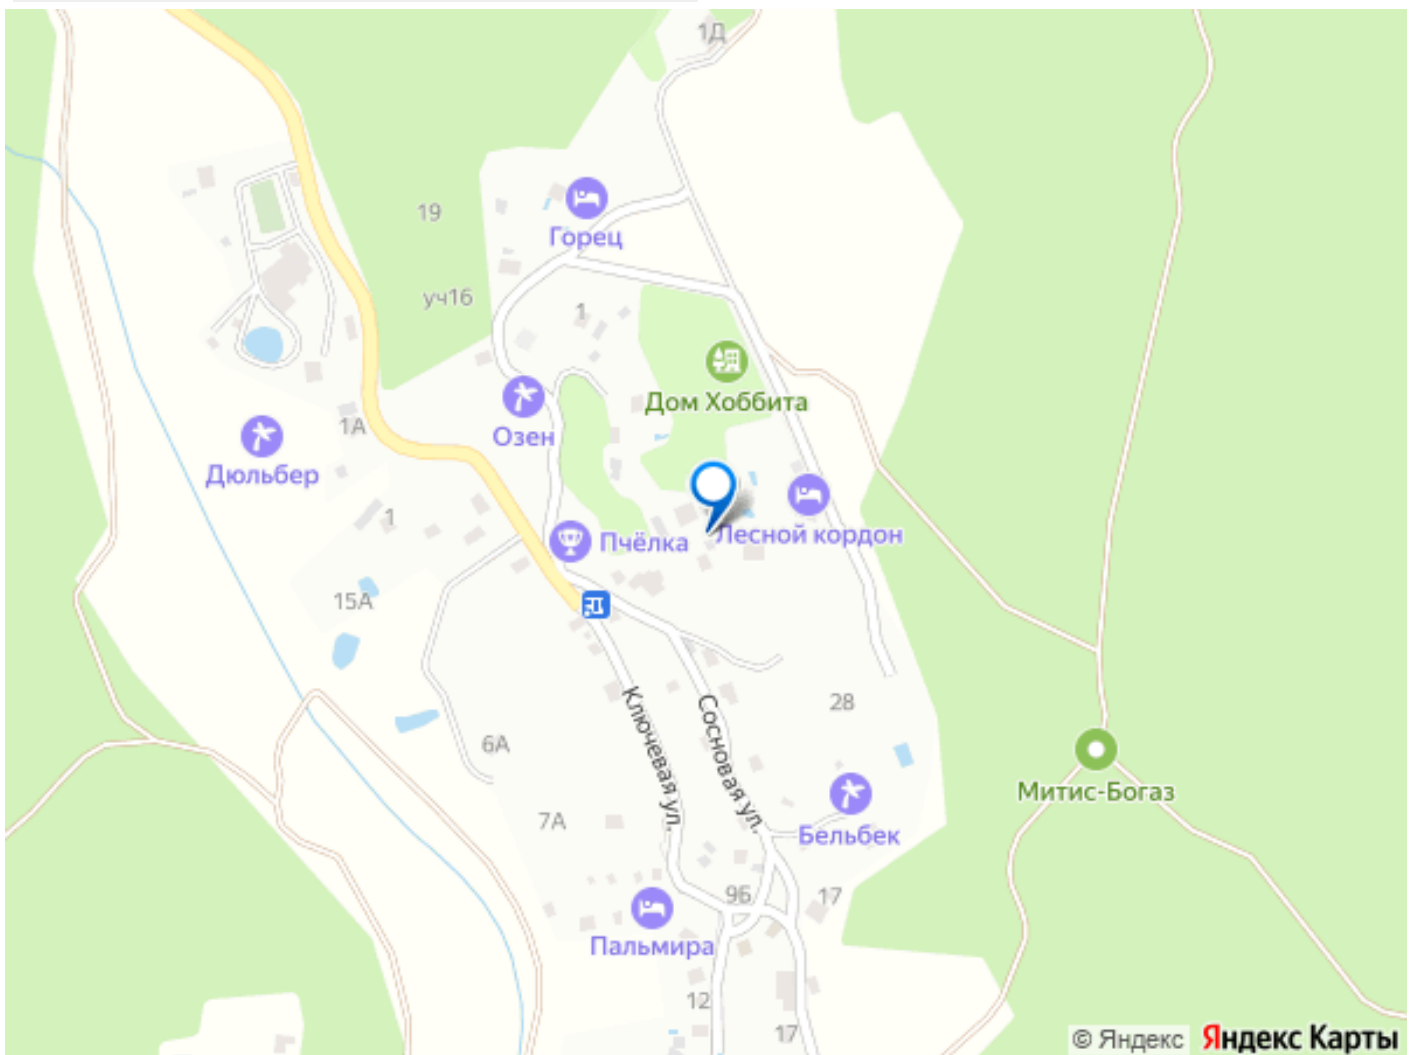 1Д
19
Горец
уч16
1
Дом Хоббита
Озен
1А
Дюльбер
1
Пчёлка
Лесной кордон
15А
Ключевая ул.
Сосновая ул.
28
6А
Митис-Богаз
7А
Бельбек
9Б
17
Пальмира
12
17
© Яндекс Яндекс Карты